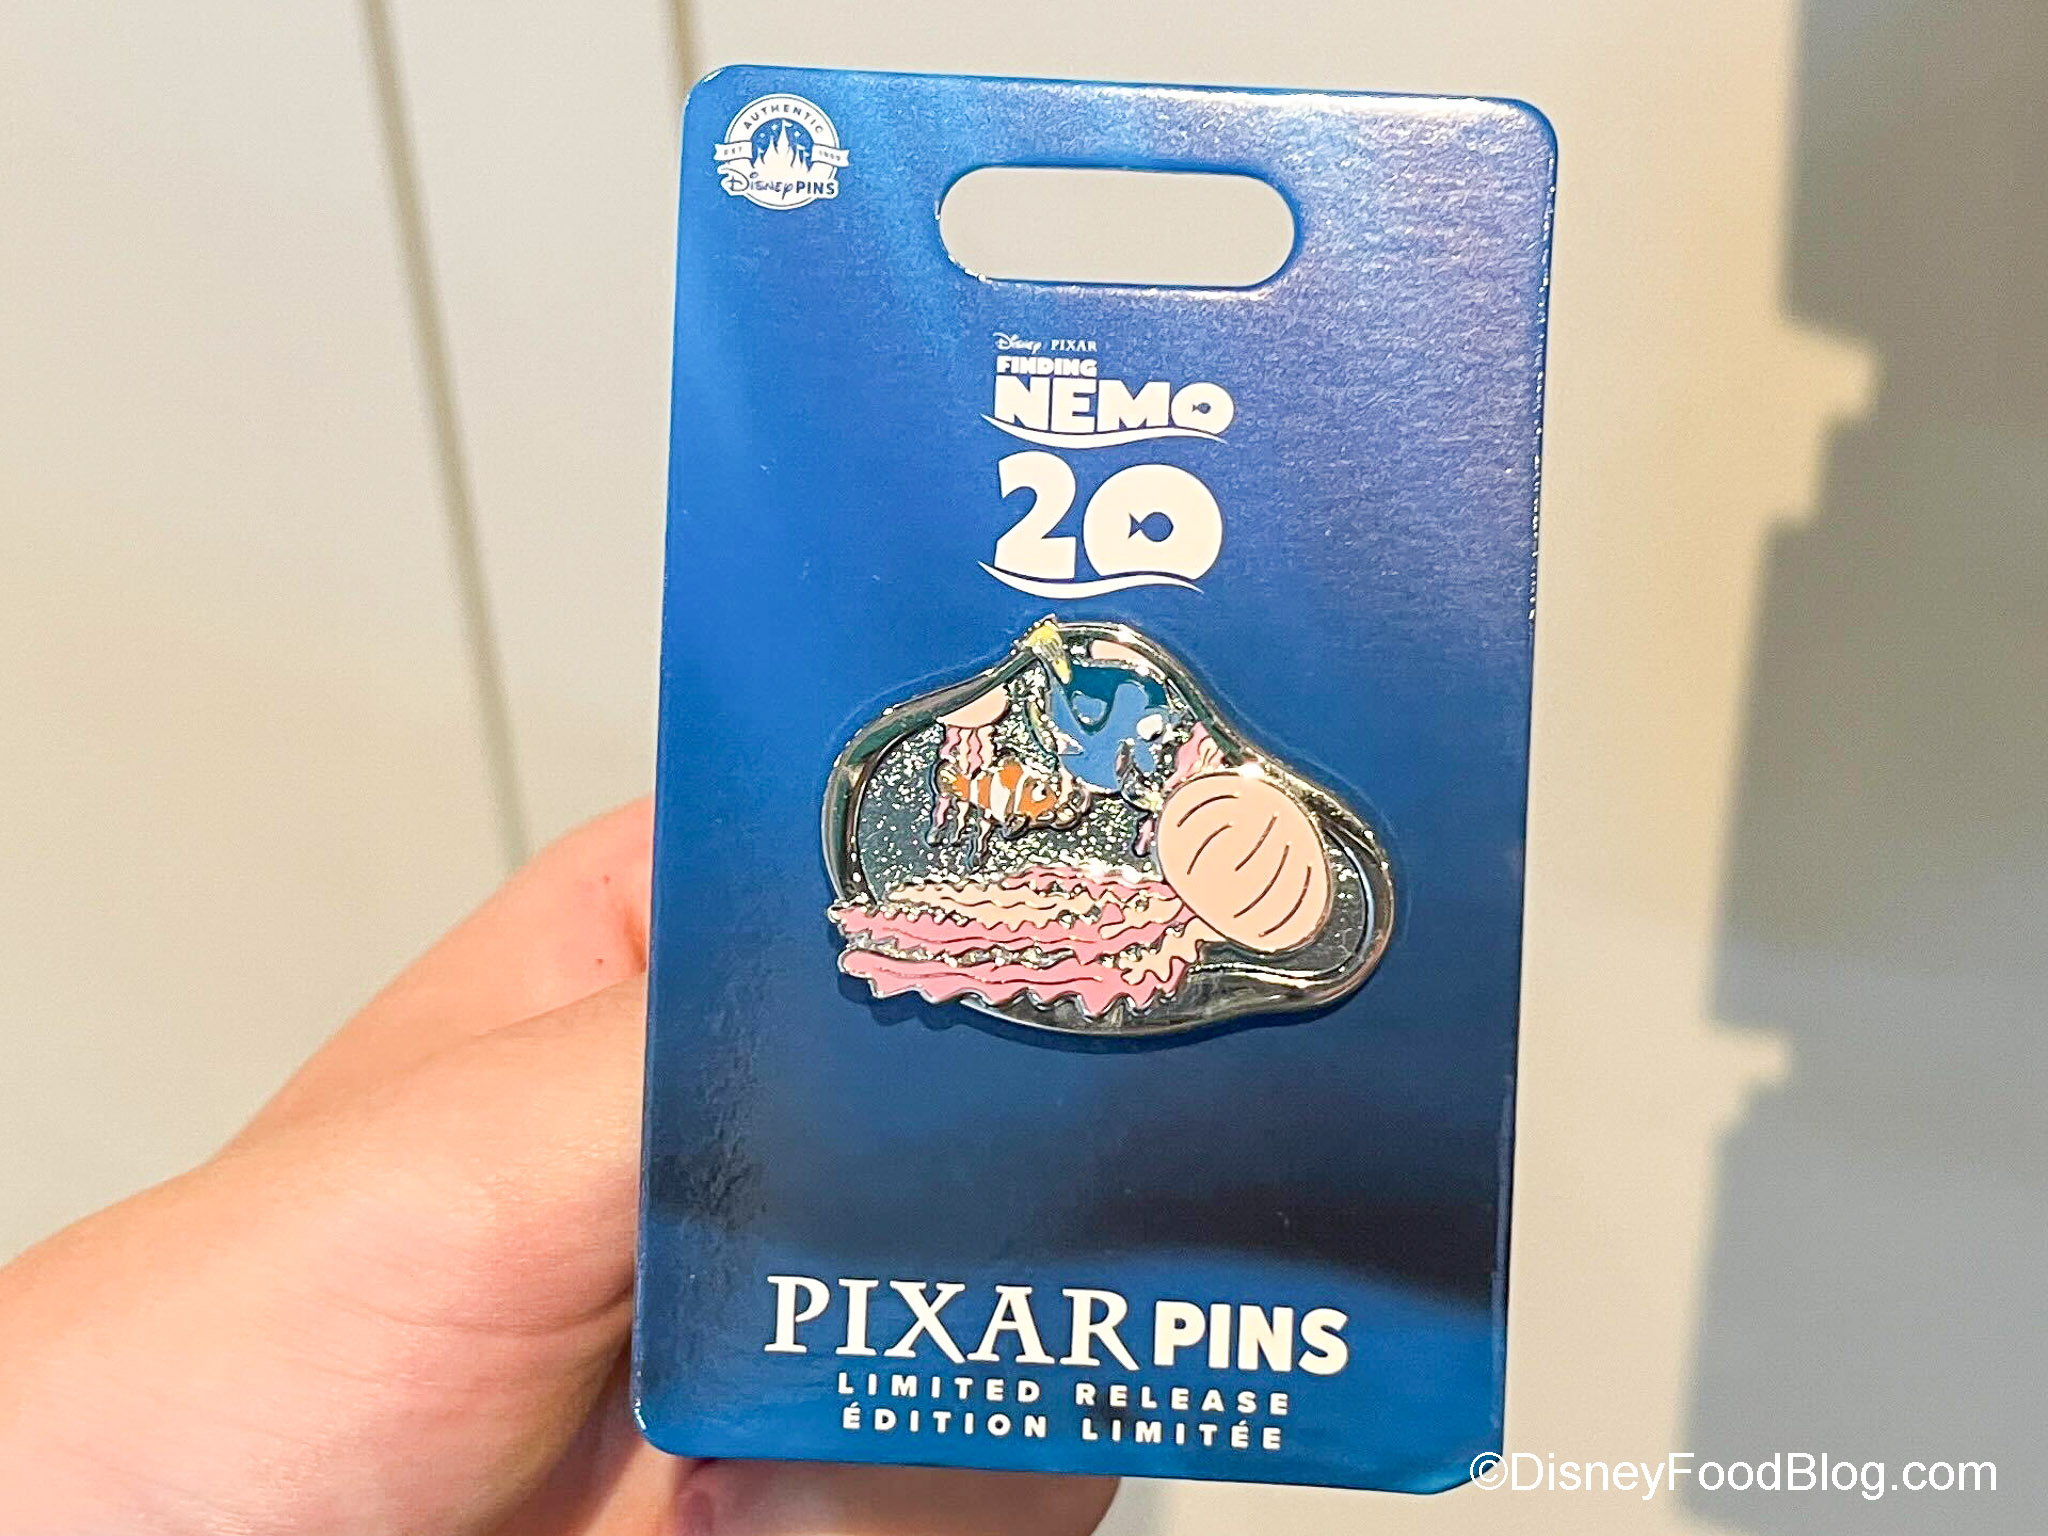 AUTHENTIC
EST 1999
Disney PINS
Disney PIXAR
FINDING
NEMO
20
PIXAR PINS
LIMITED RELEASE
ÉDITION LIMITÉE
©DisneyFoodBlog.com